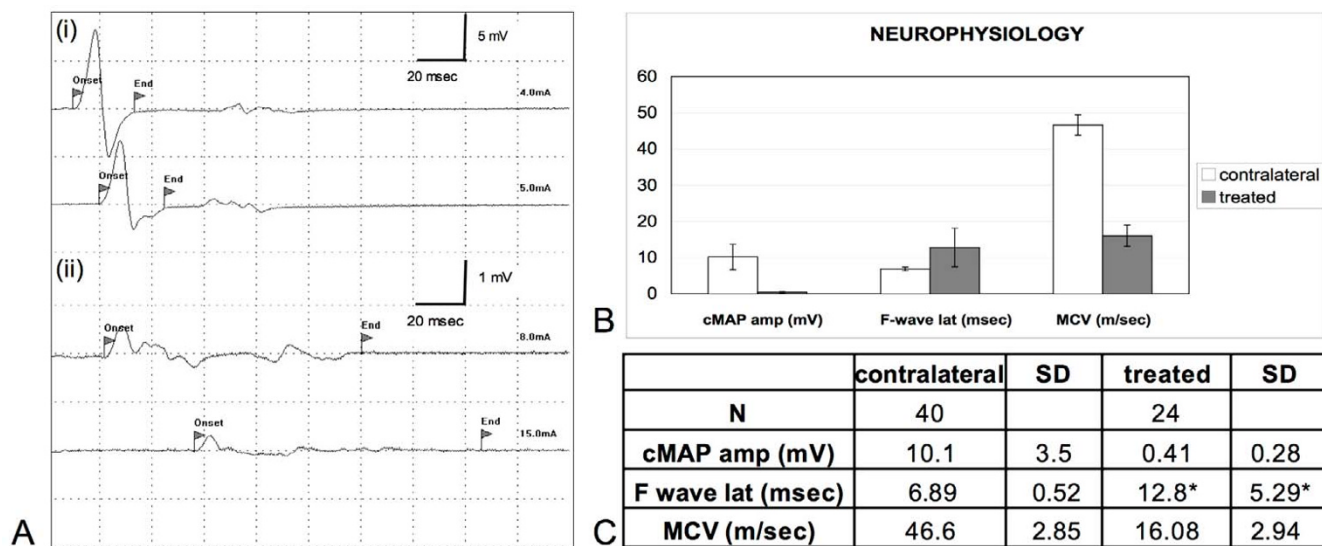 (i)
5 mV
20 msec
Onset
End
4.0mA
Onset
End
5.0mA
(ii)
1 mV
20 msec
Onset
End
8.0mA
Onset
End
15.0mA
A
NEUROPHYSIOLOGY
60
50
40
30
20
10
0
cMAP amp (mV) F-wave lat (msec) MCV (m/sec)
contralateral
treated
B
contralateral SD treated SD
N 40 24
cMAP amp (mV) 10.1 3.5 0.41 0.28
F wave lat (msec) 6.89 0.52 12.8* 5.29*
MCV (m/sec) 46.6 2.85 16.08 2.94
C